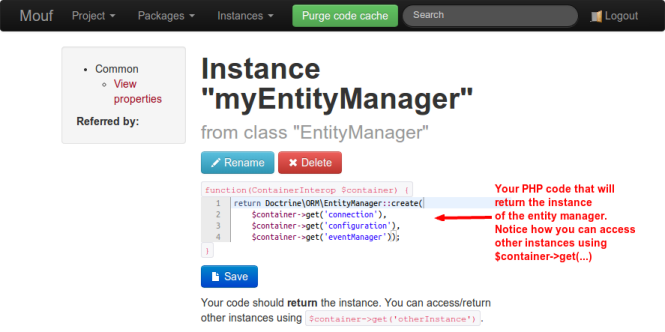 Mouf Project Packages Instances Purge code cache Search Logout
Common
View
properties
Referred by:
Instance
"myEntityManager"
from class "EntityManager"
Rename Delete
function(ContainerInterop $container) {
1 return Doctrine\ORM\EntityManager::create(
2 $container->get('connection'),
3 $container->get('configuration'),
4 $container->get('eventManager'));
}
Your PHP code that will
return the instance
of the entity manager.
Notice how you can access
other instances using
$container->get(...)
Save
Your code should return the instance. You can access/return
other instances using $container->get('otherInstance') .